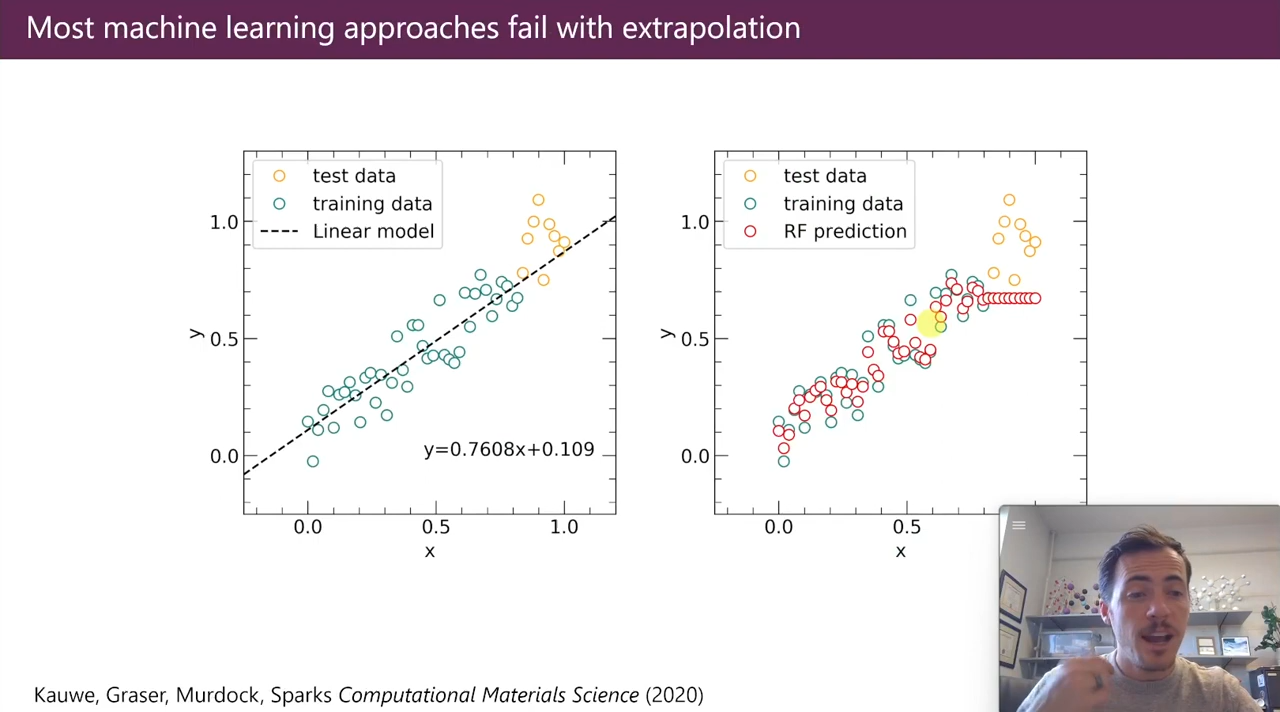 Most machine learning approaches fail with extrapolation
test data
training data
Linear model
1.0
0.5
0.0
y
y=0.7608x+0.109
0.0 0.5 1.0
x
test data
training data
RF prediction
1.0
0.5
0.0
y
0.0 0.5
x
Kauwe, Graser, Murdock, Sparks Computational Materials Science (2020)